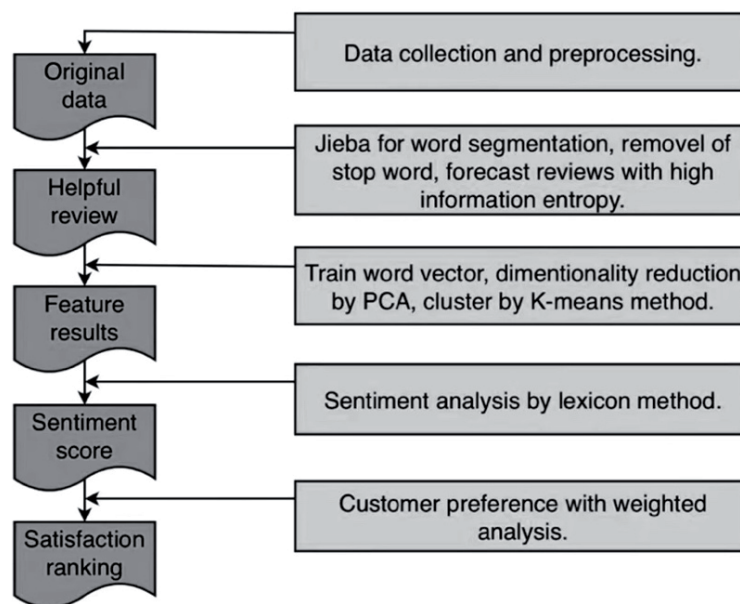 Original
data
Data collection and preprocessing.
Jieba for word segmentation, removel of
stop word, forecast reviews with high
information entropy.
Helpful
review
Train word vector, dimentionality reduction
by PCA, cluster by K-means method.
Feature
results
Sentiment analysis by lexicon method.
Sentiment
score
Customer preference with weighted
analysis.
Satisfaction
ranking